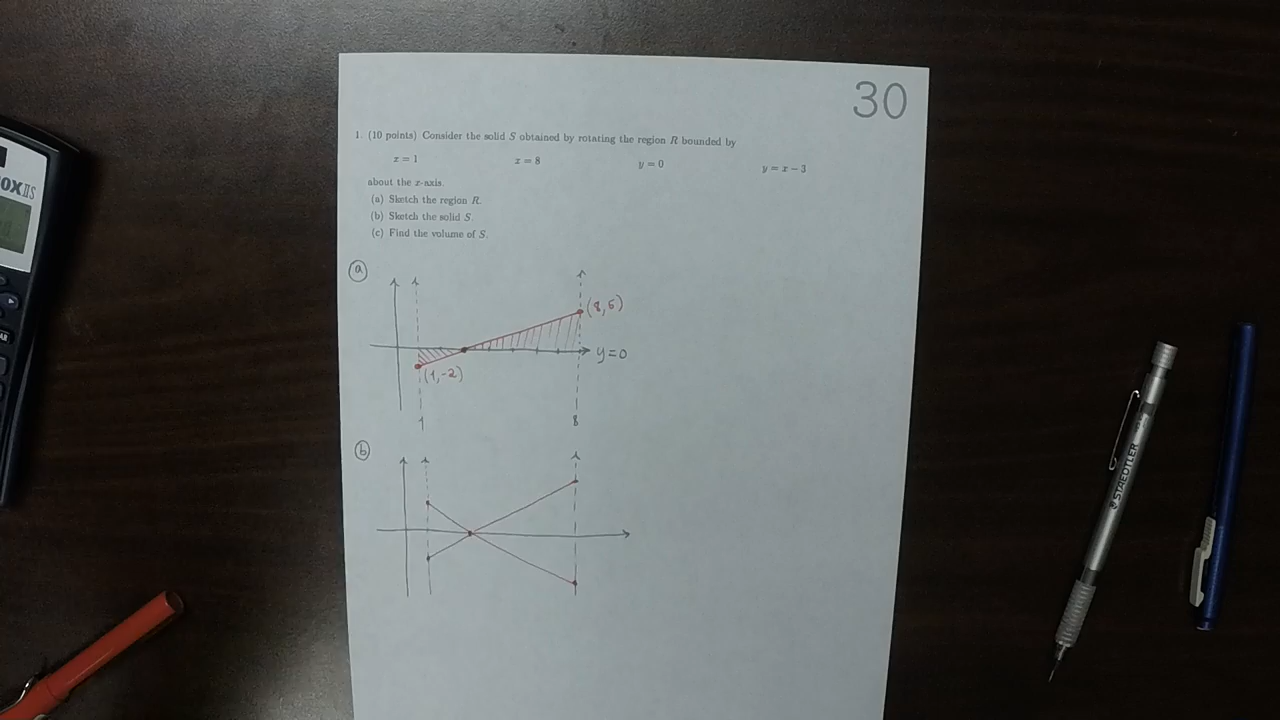 30
1. (10 points) Consider the solid S obtained by rotating the region R bounded by
x = 1 x = 8 y = 0 y = x − 3
about the x-axis.
(a) Sketch the region R.
(b) Sketch the solid S.
(c) Find the volume of S.
(a)
(8,5)
y=0
(1,-2)
1 8
(b)
STAEDTLER
IIS